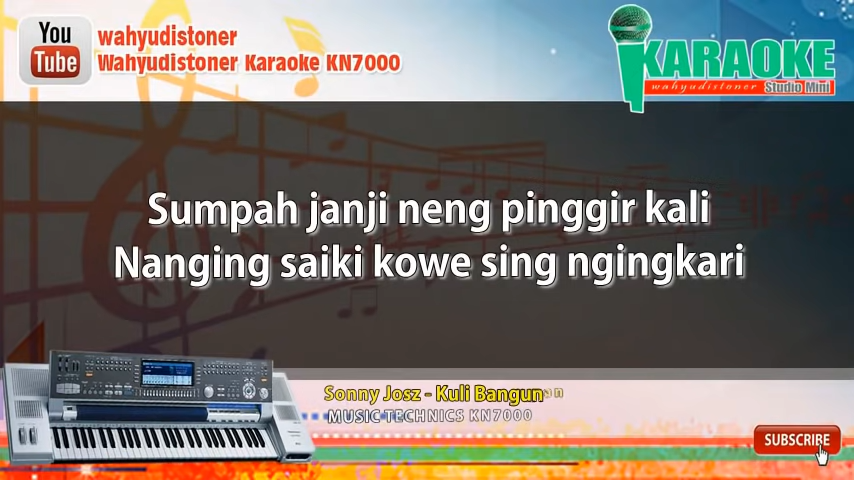 You
Tube
wahyudistoner
Wahyudistoner Karaoke KN7000
KARAOKE
wahyudistoner Studio Mini
Sumpah janji neng pinggir kali
Nanging saiki kowe sing ngingkari
Sonny Josz - Kuli Bangun
MUSIC TECHNICS KN7000
SUBSCRIBE